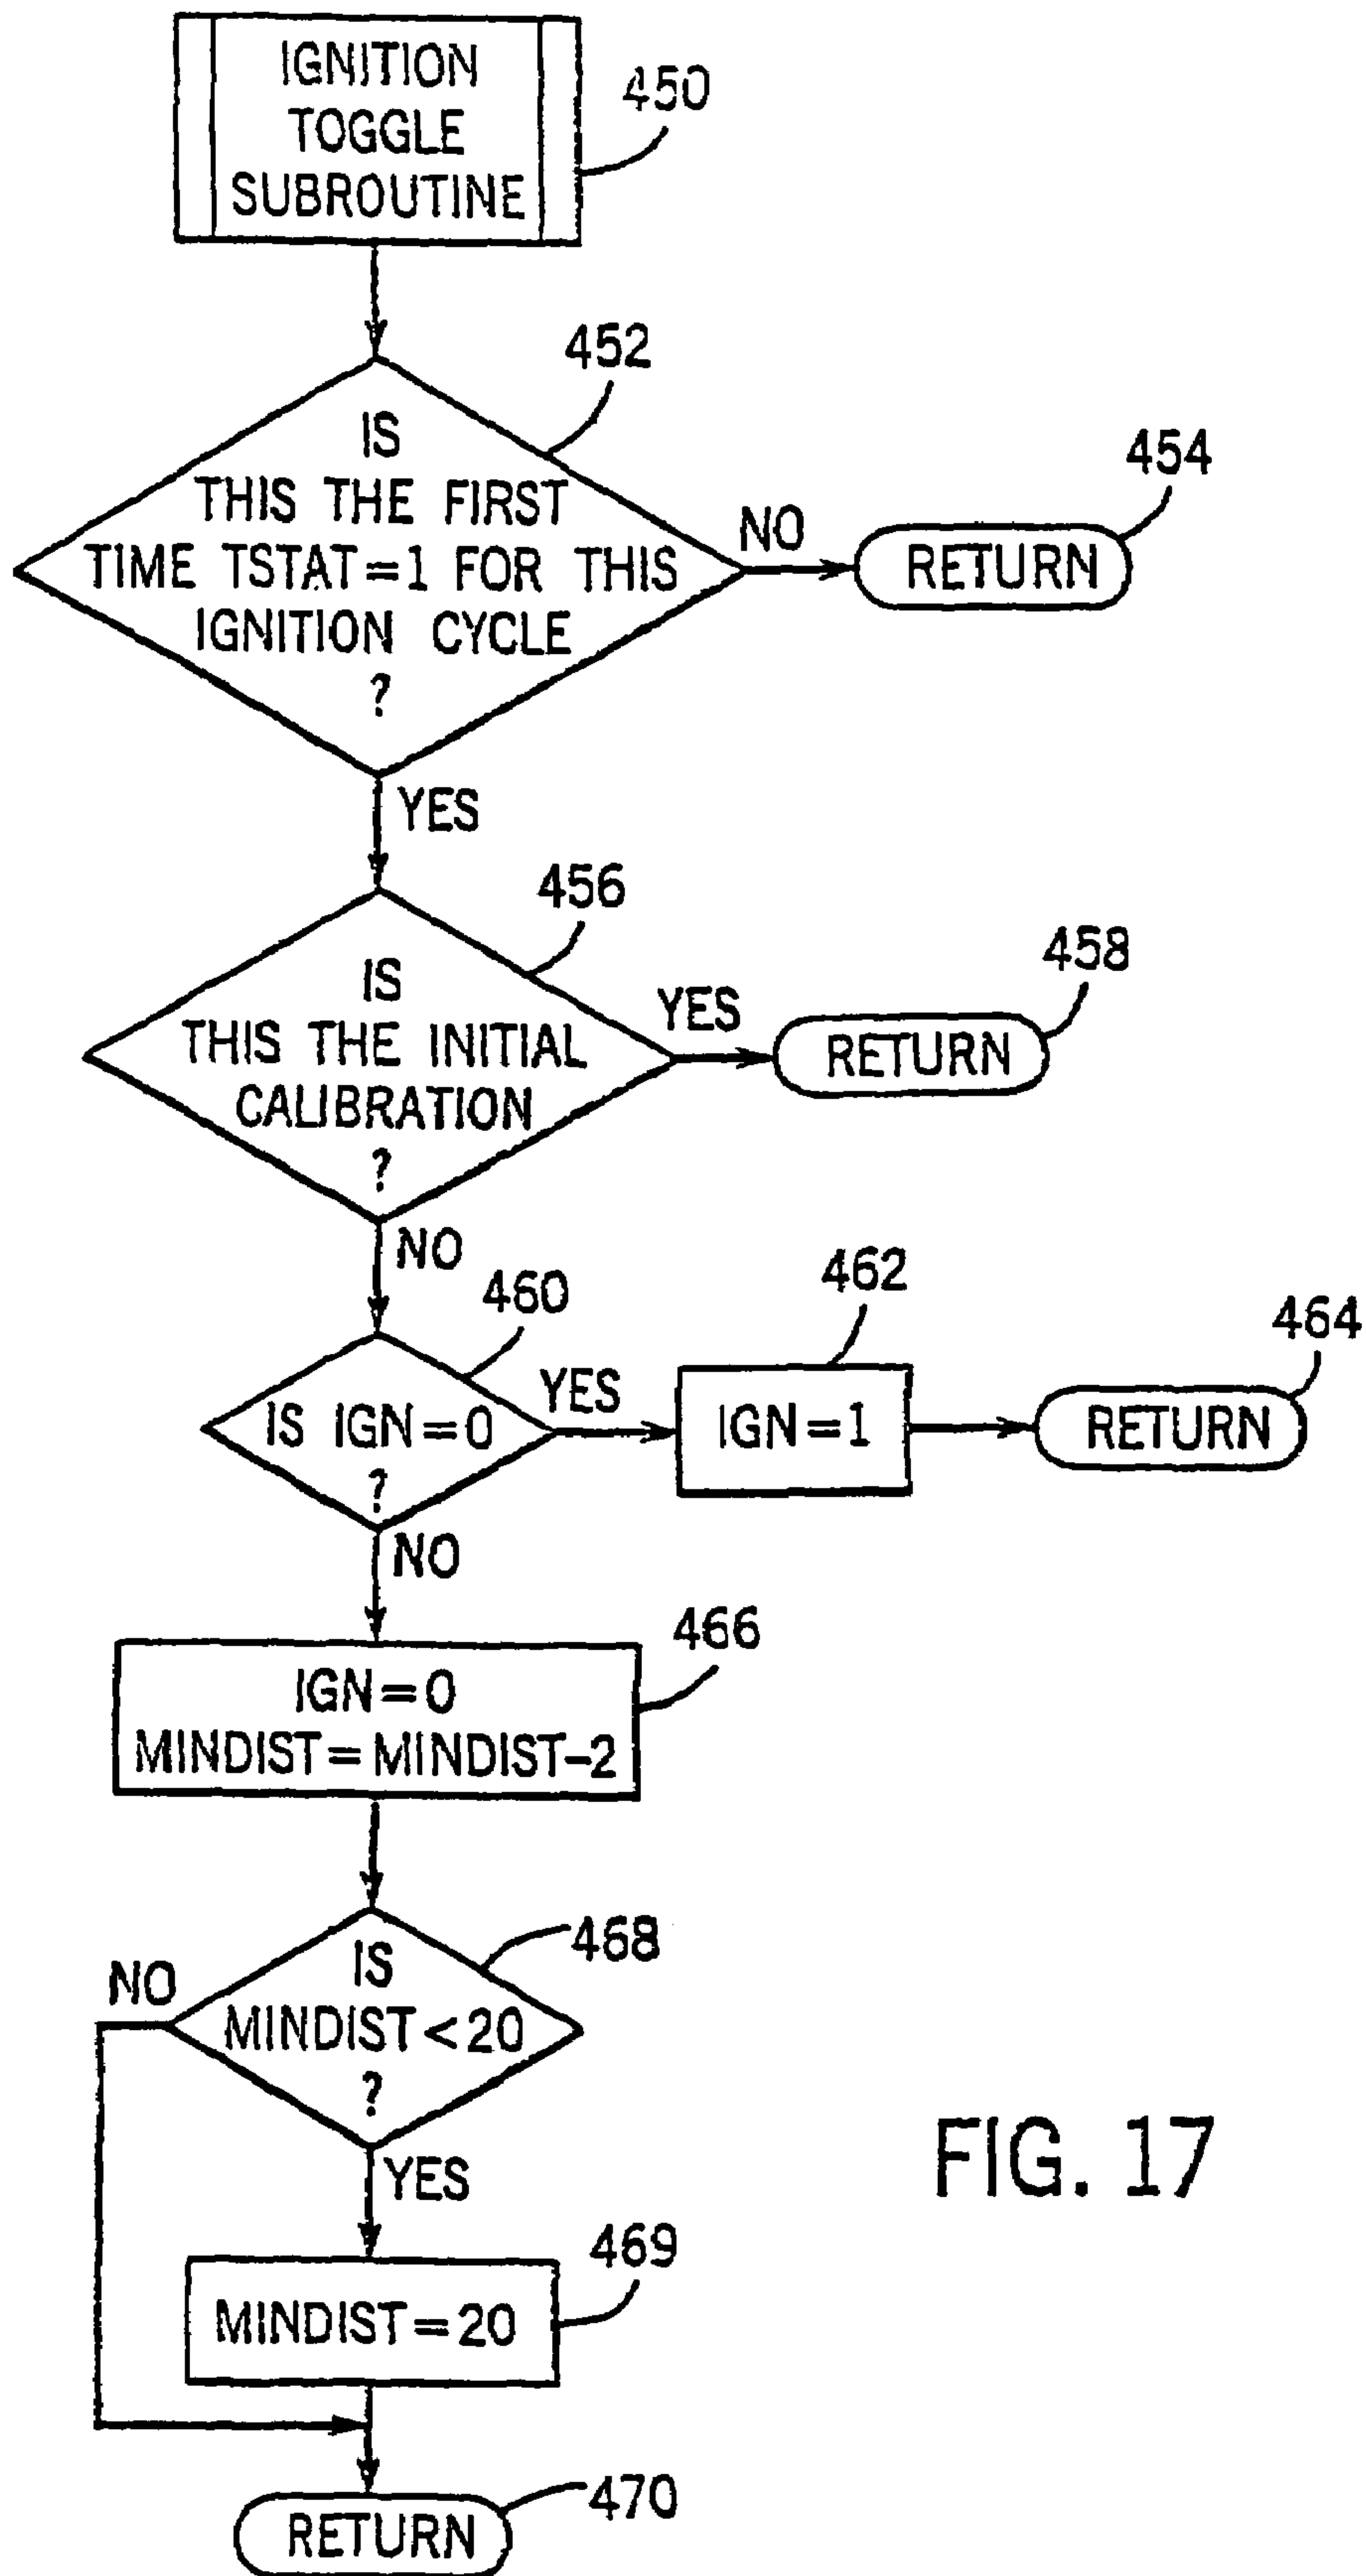 IGNITION
TOGGLE
SUBROUTINE
450
452
IS
THIS THE FIRST
TIME TSTAT=1 FOR THIS
IGNITION CYCLE
?
NO
454
RETURN
YES
456
IS
THIS THE INITIAL
CALIBRATION
?
YES
458
RETURN
NO
460
IS IGN=0
?
YES
462
IGN=1
464
RETURN
NO
466
IGN=0
MINDIST=MINDIST-2
468
IS
MINDIST<20
?
NO
YES
469
MINDIST=20
470
RETURN
FIG. 17